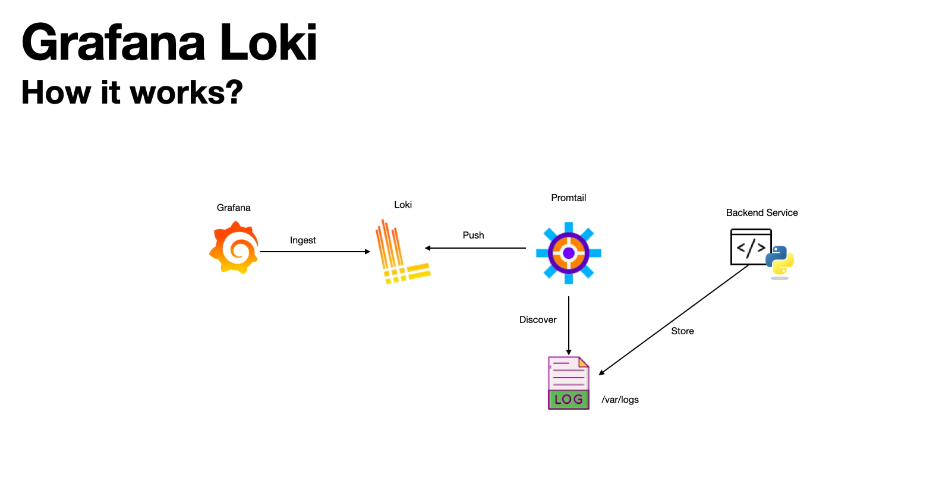 Grafana Loki
How it works?
Grafana
Loki
Promtail
Backend Service
Ingest
Push
</>
Discover
Store
LOG
/var/logs